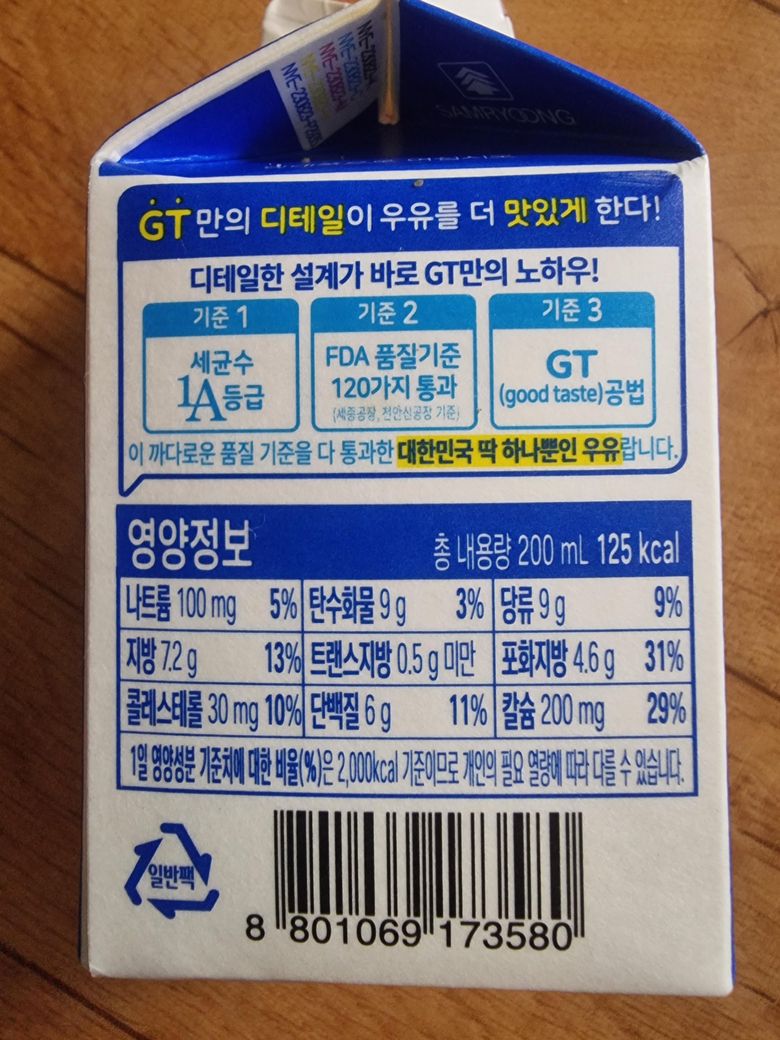 SAMRYOONG
GT만의 디테일이 우유를 더 맛있게 한다!
디테일한 설계가 바로 GT만의 노하우!
기준 1
세균수
1A등급
기준 2
FDA 품질기준
120가지 통과
(세종공장, 천안신공장 기준)
기준 3
GT
(good taste)공법
이 까다로운 품질 기준을 다 통과한 대한민국 딱 하나뿐인 우유랍니다.
영양정보 총 내용량 200 mL 125 kcal
나트륨 100 mg 5% 탄수화물 9 g 3% 당류 9 g 9%
지방 7.2 g 13% 트랜스지방 0.5 g 미만 포화지방 4.6 g 31%
콜레스테롤 30 mg 10% 단백질 6 g 11% 칼슘 200 mg 29%
1일 영양성분 기준치에 대한 비율(%)은 2,000kcal 기준이므로 개인의 필요 열량에 따라 다를 수 있습니다.
일반팩
8 801069 173580